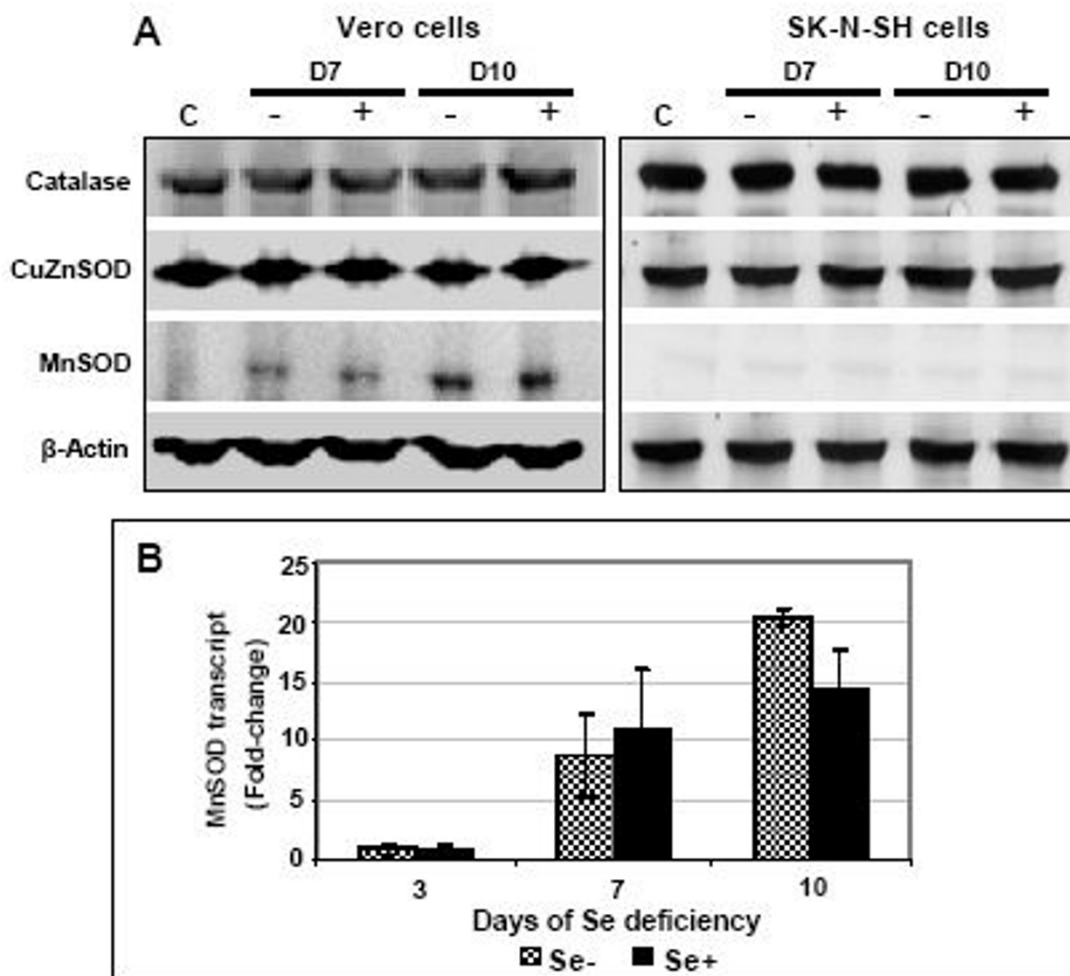 A
Vero cells
SK-N-SH cells
D7
D10
D7
D10
C
-
+
-
+
C
-
+
-
+
Catalase
CuZnSOD
MnSOD
β-Actin
B
MnSOD transcript
(Fold-change)
25
20
15
10
5
0
3
7
10
Days of Se deficiency
Se-
Se+